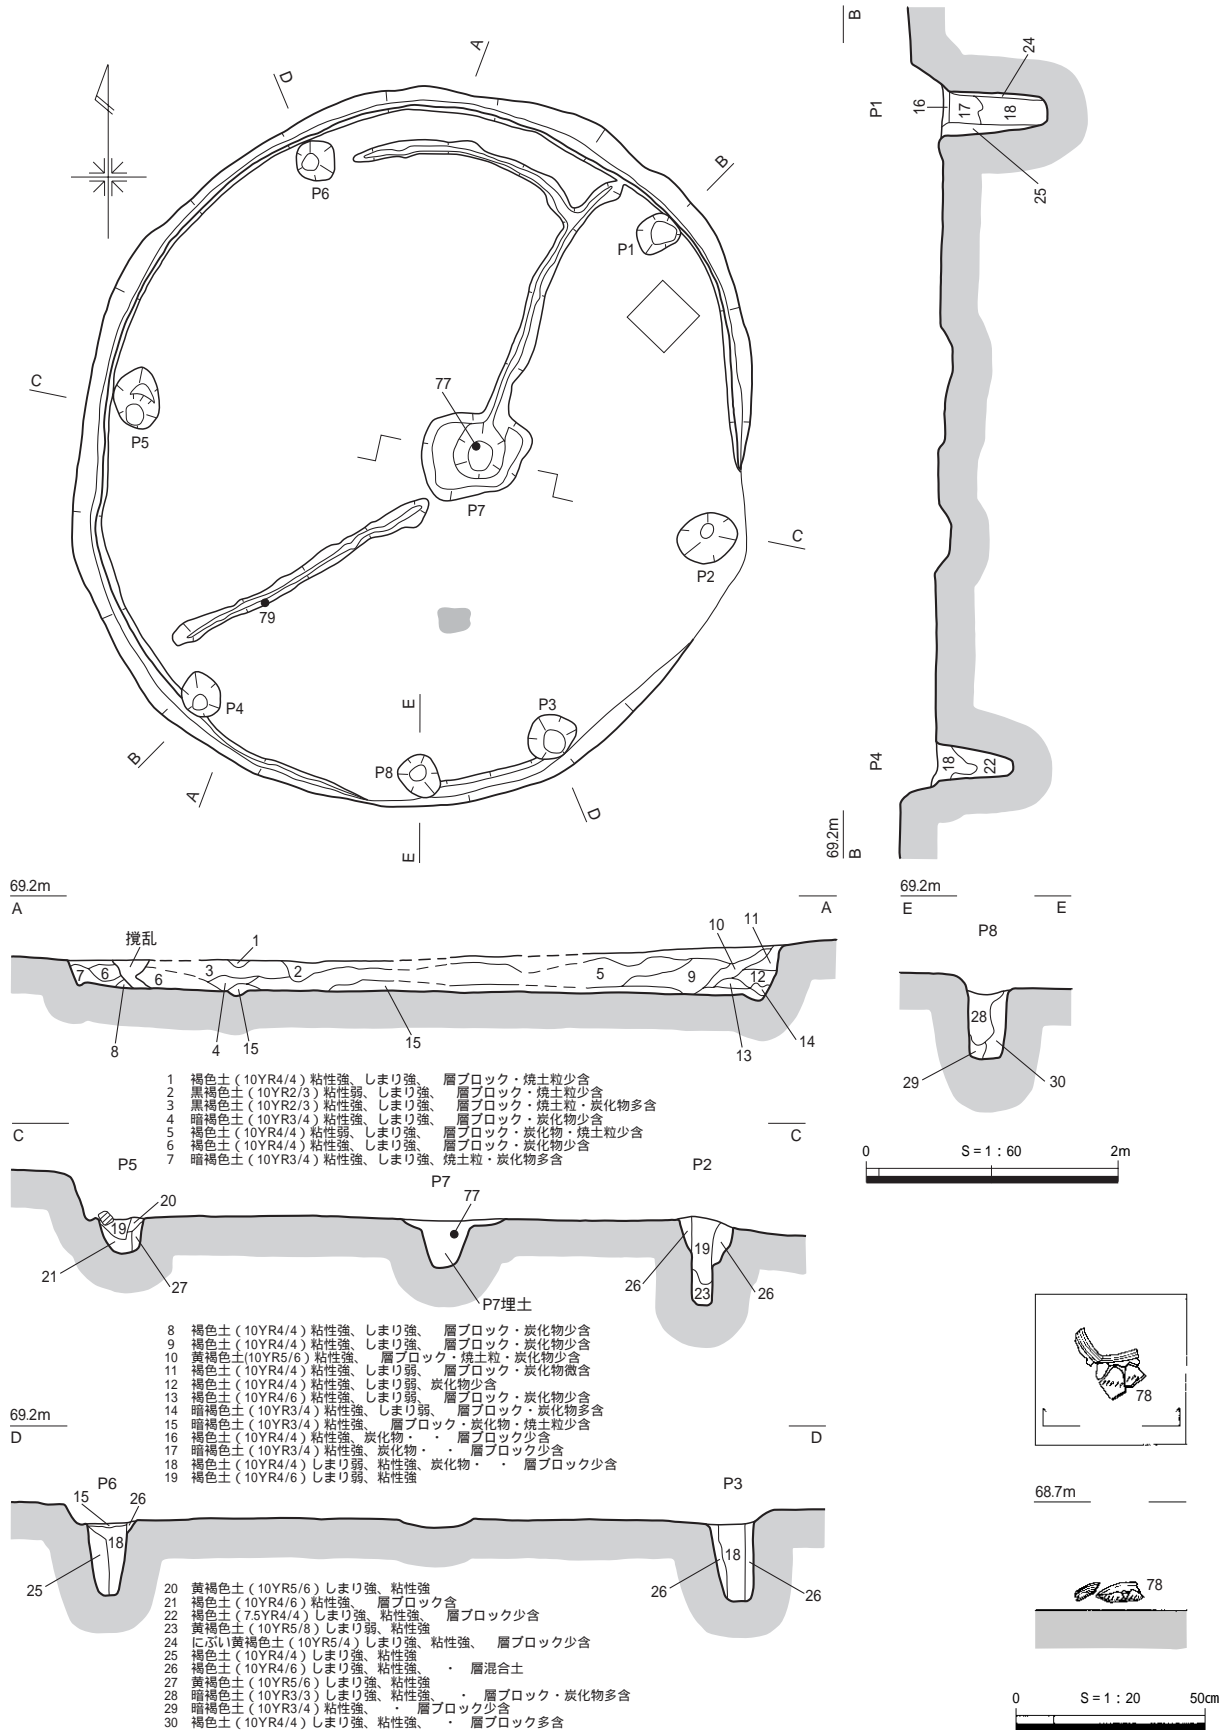 A
D
B
B
P6
P1
C
77
P5
P7
C
P2
79
P4
E
P3
P8
B
A
D
E
P1
16
17
18
24
25
P4
18
22
69.2m
B
69.2m
A
A
撹乱
1
10
11
7
6
6
3
2
5
9
12
8
4
15
15
13
14
69.2m
E
E
P8
28
29
30
1 褐色土(10YR4/4)粘性強、しまり強、 層ブロック・焼土粒少含
2 黒褐色土(10YR2/3)粘性弱、しまり強、 層ブロック・焼土粒少含
3 黒褐色土(10YR2/3)粘性強、しまり強、 層ブロック・焼土粒・炭化物多含
4 暗褐色土(10YR3/4)粘性強、しまり強、 層ブロック・炭化物少含
5 褐色土(10YR4/4)粘性弱、しまり強、 層ブロック・炭化物・焼土粒少含
6 褐色土(10YR4/4)粘性強、しまり強、 層ブロック・炭化物少含
7 暗褐色土(10YR3/4)粘性強、しまり強、焼土粒・炭化物多含
0 S=1:60 2m
C
C
P5
P7
P2
77
20
19
21
27
19
26
26
23
P7埋土
8 褐色土(10YR4/4)粘性強、しまり強、 層ブロック・炭化物少含
9 褐色土(10YR4/4)粘性強、しまり強、 層ブロック・炭化物少含
10 黄褐色土(10YR5/6)粘性強、 層ブロック・焼土粒・炭化物少含
11 褐色土(10YR4/4)粘性強、しまり弱、 層ブロック・炭化物微含
12 褐色土(10YR4/4)粘性強、しまり弱、炭化物少含
13 褐色土(10YR4/6)粘性強、しまり弱、 層ブロック・炭化物少含
14 暗褐色土(10YR3/4)粘性強、しまり弱、 層ブロック・炭化物多含
15 暗褐色土(10YR3/4)粘性強、 層ブロック・炭化物・焼土粒少含
16 褐色土(10YR4/4)粘性強、炭化物・ ・ 層ブロック少含
17 暗褐色土(10YR3/4)粘性強、炭化物・ ・ 層ブロック少含
18 褐色土(10YR4/4)しまり弱、粘性強、炭化物・ ・ 層ブロック少含
19 褐色土(10YR4/6)しまり弱、粘性強
78
69.2m
D
D
P6
P3
15
26
18
25
18
26
26
68.7m
78
20 黄褐色土(10YR5/6)しまり強、粘性強
21 褐色土(10YR4/6)粘性強、 層ブロック含
22 褐色土(7.5YR4/4)しまり強、粘性強、 層ブロック少含
23 黄褐色土(10YR5/8)しまり弱、粘性強
24 にぶい黄褐色土(10YR5/4)しまり強、粘性強、 層ブロック少含
25 褐色土(10YR4/4)しまり強、粘性強
26 褐色土(10YR4/6)しまり強、粘性強、 ・ 層混合土
27 黄褐色土(10YR5/6)しまり強、粘性強
28 暗褐色土(10YR3/3)しまり強、粘性強、 ・ 層ブロック・炭化物多含
29 暗褐色土(10YR3/4)粘性強、 ・ 層ブロック少含
30 褐色土(10YR4/4)しまり強、粘性強、 ・ 層ブロック多含
0 S=1:20 50cm